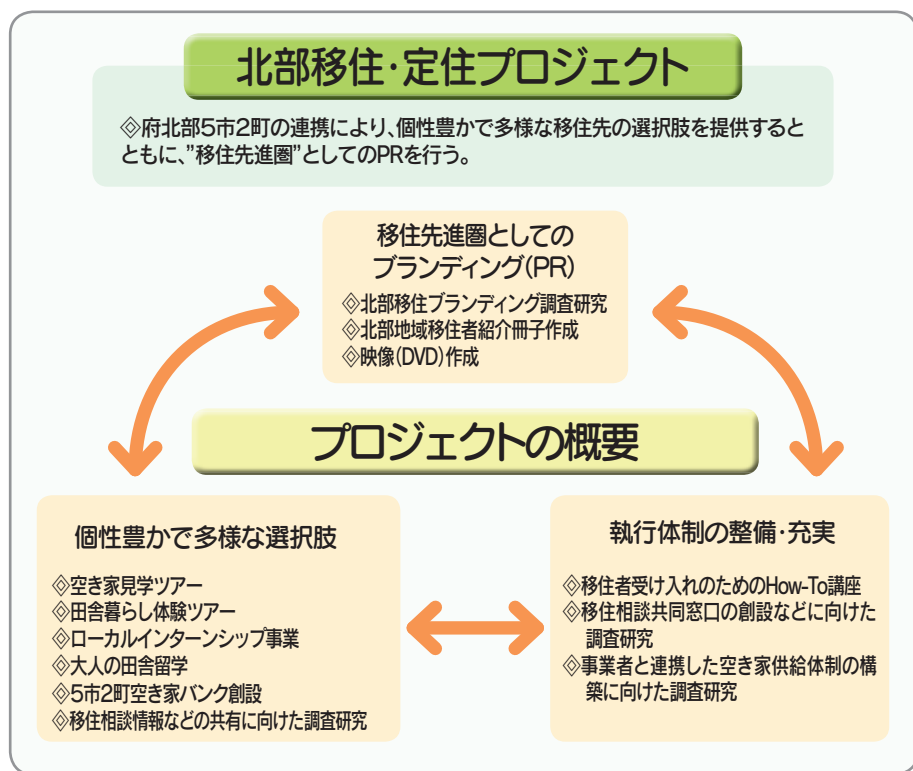 北部移住・定住プロジェクト
◇府北部5市2町の連携により、個性豊かで多様な移住先の選択肢を提供すると
ともに、”移住先進圏”としてのPRを行う。
移住先進圏としての
ブランディング(PR)
◇北部移住ブランディング調査研究
◇北部地域移住者紹介冊子作成
◇映像(DVD)作成
プロジェクトの概要
個性豊かで多様な選択肢
◇空き家見学ツアー
◇田舎暮らし体験ツアー
◇ローカルインターンシップ事業
◇大人の田舎留学
◇5市2町空き家バンク創設
◇移住相談情報などの共有に向けた調査研究
執行体制の整備・充実
◇移住者受け入れのためのHow-To講座
◇移住相談共同窓口の創設などに向けた
調査研究
◇事業者と連携した空き家供給体制の構
築に向けた調査研究